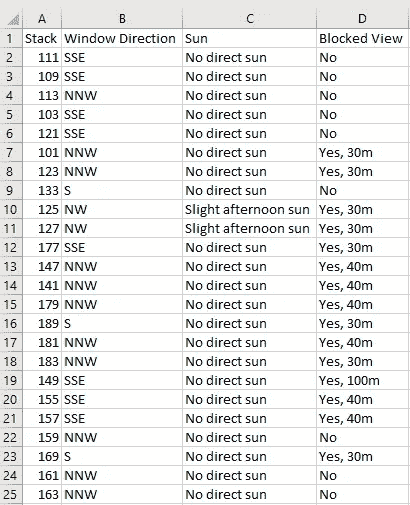 A B C D
1 Stack Window Direction Sun Blocked View
2 111 SSE No direct sun No
3 109 SSE No direct sun No
4 113 NNW No direct sun No
5 103 SSE No direct sun No
6 121 SSE No direct sun No
7 101 NNW No direct sun Yes, 30m
8 123 NNW No direct sun Yes, 30m
9 133 S No direct sun No
10 125 NW Slight afternoon sun Yes, 30m
11 127 NW Slight afternoon sun Yes, 30m
12 177 SSE No direct sun Yes, 30m
13 147 NNW No direct sun Yes, 40m
14 141 NNW No direct sun Yes, 40m
15 179 NNW No direct sun Yes, 40m
16 189 S No direct sun Yes, 30m
17 181 NNW No direct sun Yes, 40m
18 183 NNW No direct sun Yes, 30m
19 149 SSE No direct sun Yes, 100m
20 155 SSE No direct sun Yes, 40m
21 157 SSE No direct sun Yes, 40m
22 159 NNW No direct sun No
23 169 S No direct sun Yes, 30m
24 161 NNW No direct sun No
25 163 NNW No direct sun No